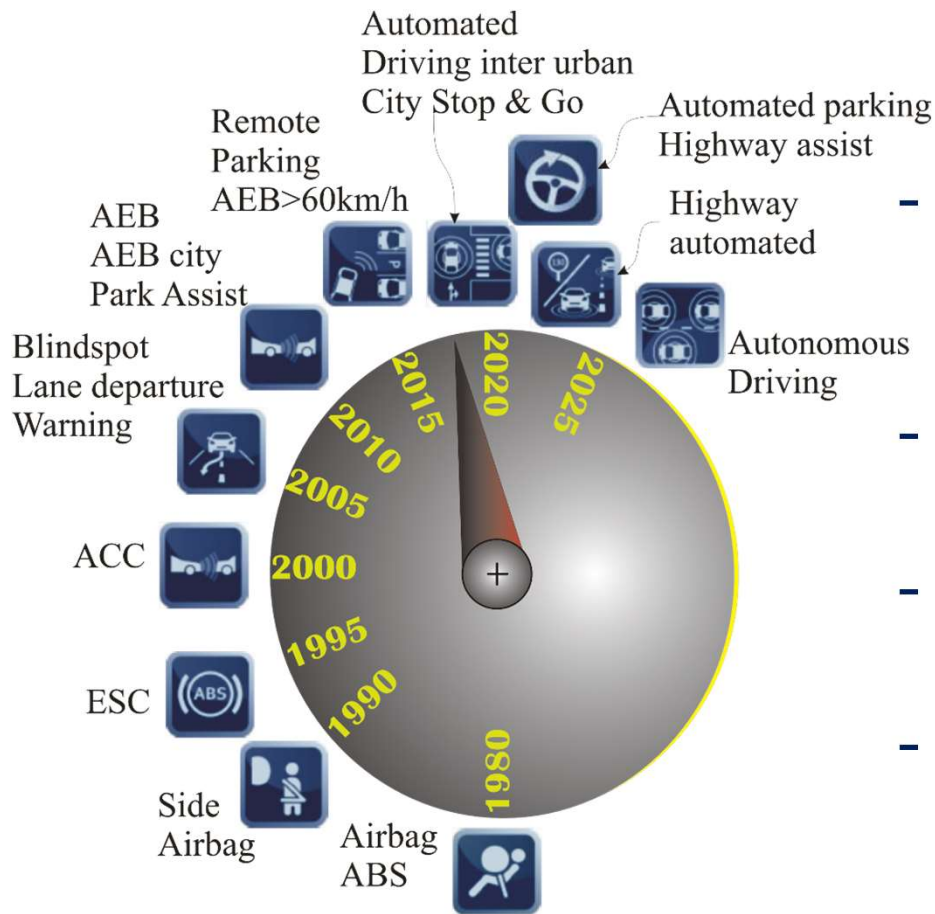 Automated
Driving inter urban
City Stop & Go
Automated parking
Highway assist
Remote
Parking
AEB>60km/h
Highway
automated
AEB
AEB city
Park Assist
Autonomous
Driving
Blindspot
Lane departure
Warning
ACC
ESC
ABS
Side
Airbag
Airbag
ABS
1980
1990
1995
2000
2005
2010
2015
2020
2025
P